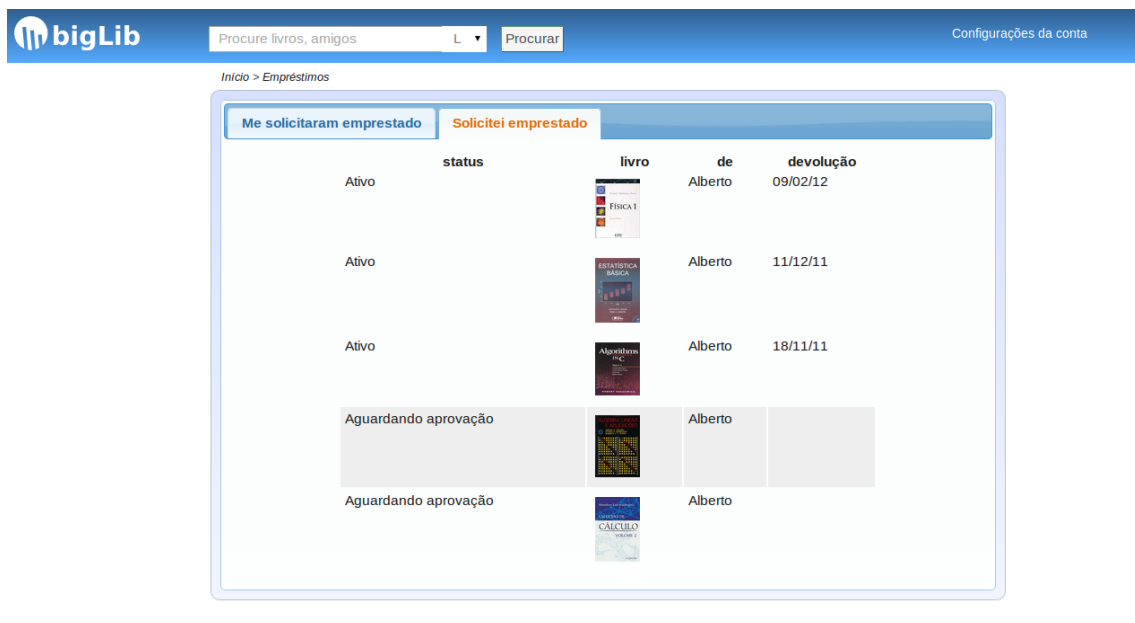 bigLib
Procure livros, amigos L Procurar
Configurações da conta
Início > Empréstimos
Me solicitaram emprestado Solicitei emprestado
status livro de devolução
Ativo Alberto 09/02/12
FÍSICA 1
Ativo Alberto 11/12/11
ESTATÍSTICA
BÁSICA
Ativo Alberto 18/11/11
Algorithms
IN C
Aguardando aprovação Alberto
Aguardando aprovação Alberto
CÁLCULO
VOLUME 2